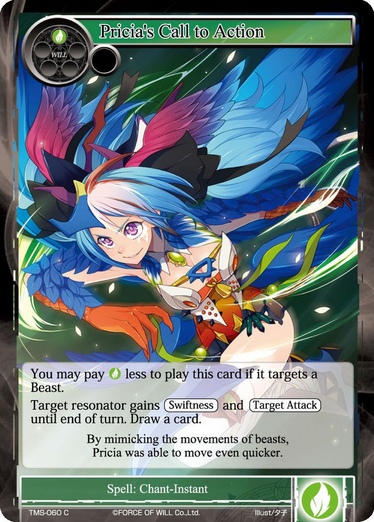 Pricia's Call to Action
WILL
You may pay less to play this card if it targets a
Beast.
Target resonator gains Swiftness and Target Attack
until end of turn. Draw a card.
By mimicking the movements of beasts,
Pricia was able to move even quicker.
Spell: Chant-Instant
TMS-060 C ©FORCE OF WILL Co.,Ltd. Illust/夕子